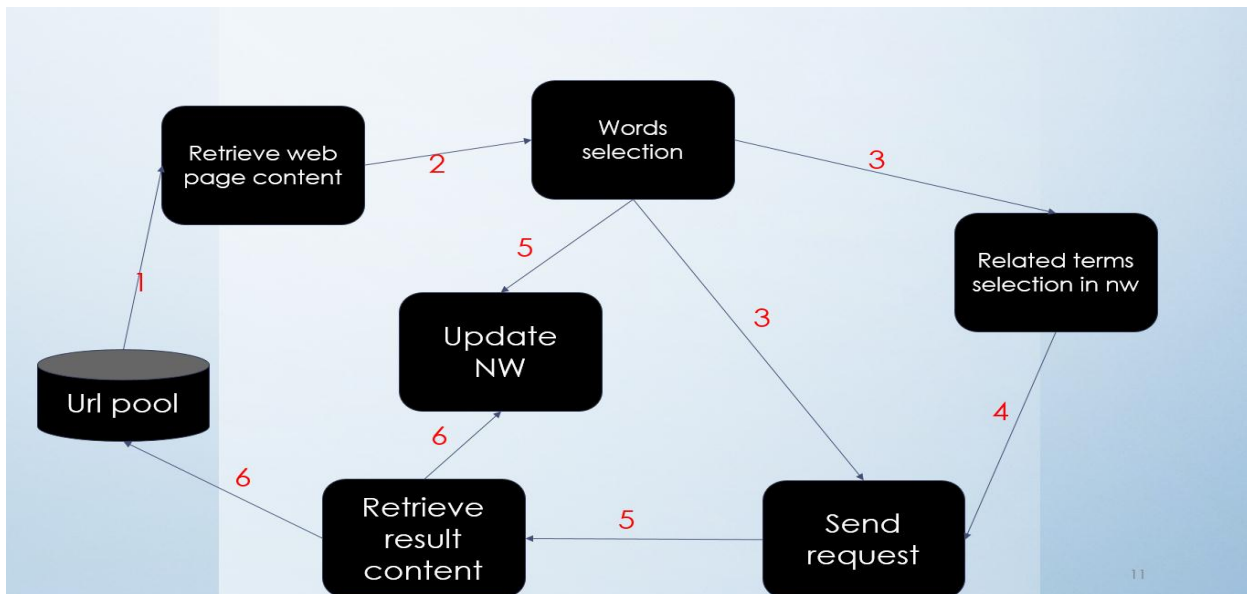 Retrieve web
page content
2
Words
selection
3
1
5
Related terms
selection in nw
Update
NW
3
Url pool
4
6
6
Retrieve
result
content
5
Send
request
11